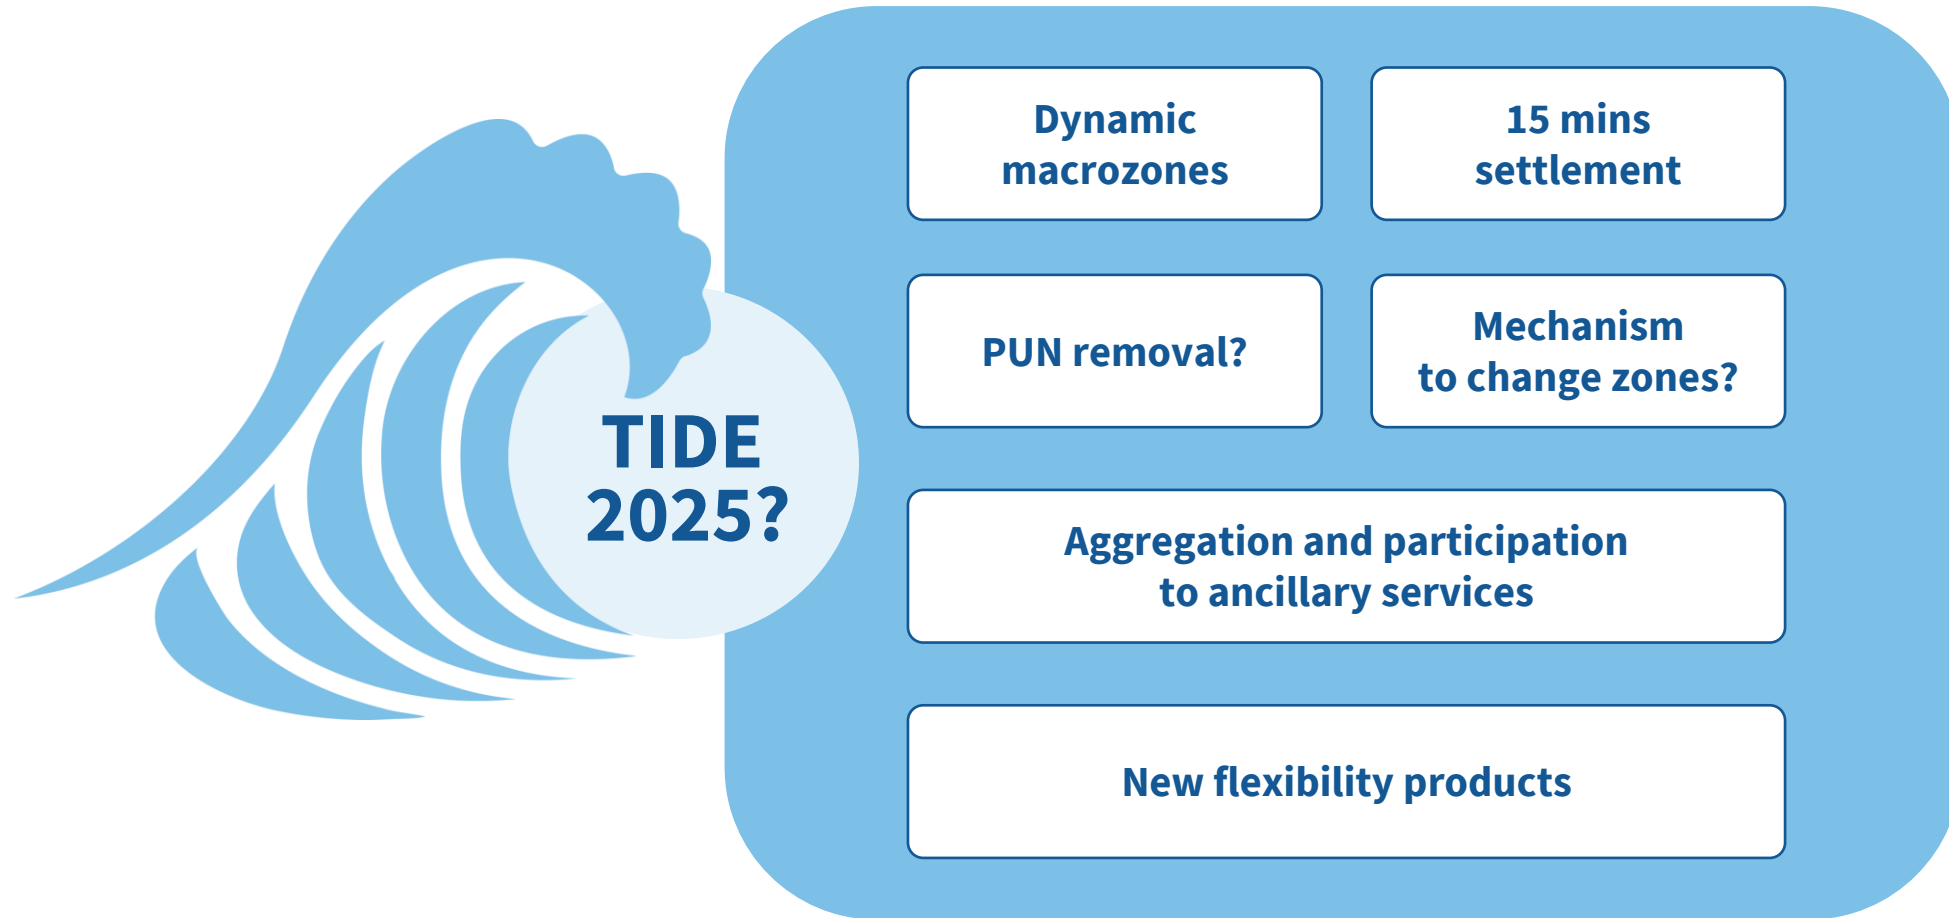 TIDE
2025?
Dynamic
macrozones
15 mins
settlement
PUN removal?
Mechanism
to change zones?
Aggregation and participation
to ancillary services
New flexibility products